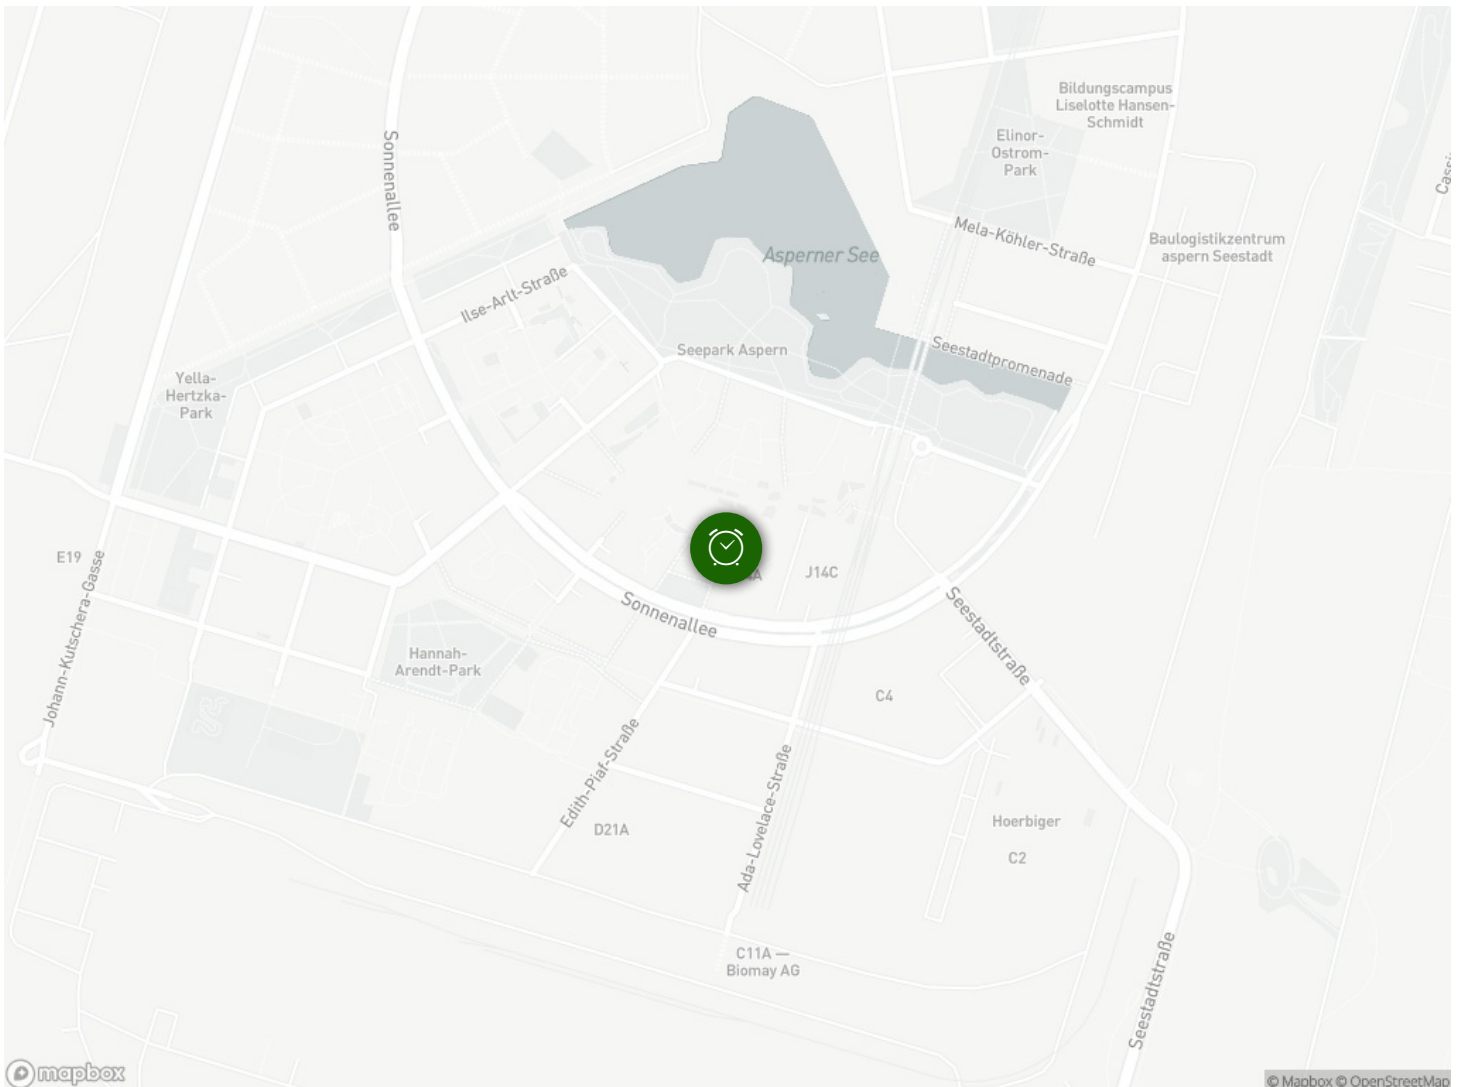 Bildungscampus
Liselotte Hansen-
Schmidt
Elinor-
Ostrom-
Park
Sonnenallee
Mela-Köhler-Straße
Baulogistikzentrum
aspern Seestadt
Asperner See
Ilse-Arlt-Straße
Seepark Aspern
Seestadtpromenade
Yella-
Hertzka-
Park
E19
J14C
Johann-Kutschera-Gasse
Sonnenallee
Seestadtstraße
Hannah-
Arendt-Park
C4
Edith-Piaf-Straße
Ada-Lovelace-Straße
D21A
Hoerbiger
C2
C11A —
Biomay AG
Seestadtstraße
mapbox
© Mapbox © OpenStreetMap